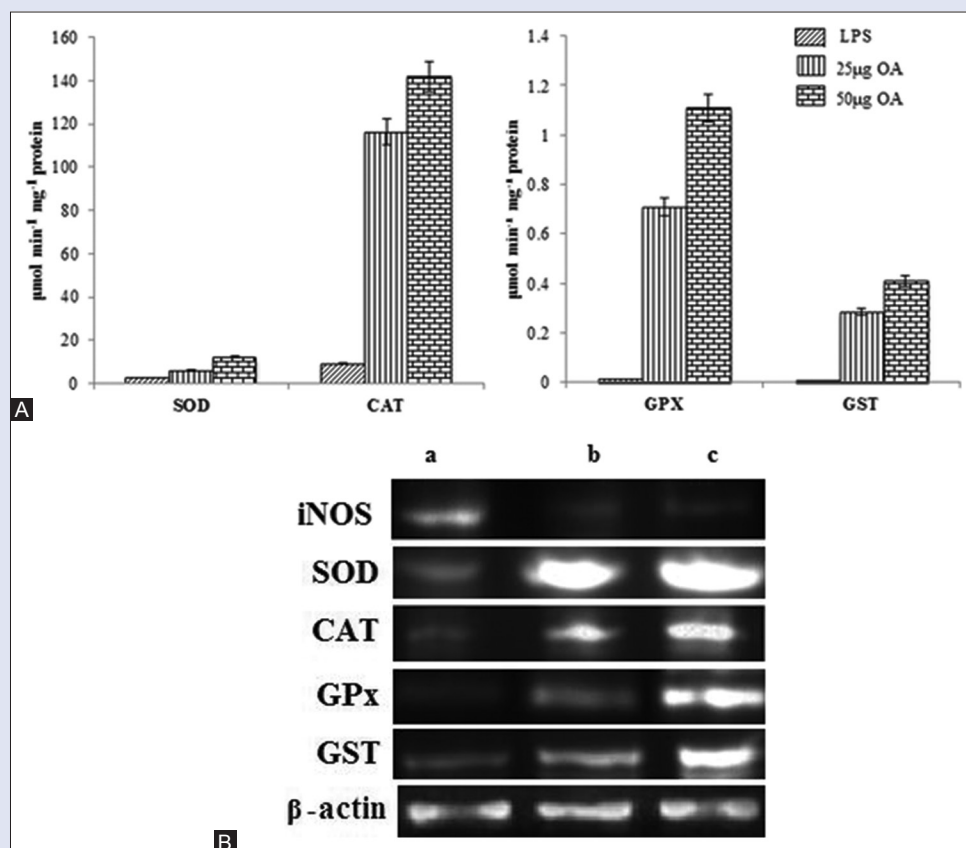 160
140
120
100
80
60
40
20
0
µmol min⁻¹ mg⁻¹ protein
SOD
CAT
1.4
1.2
1
0.8
0.6
0.4
0.2
0
µmol min⁻¹ mg⁻¹ protein
GPX
GST
LPS
25µg OA
50µg OA
A
a b c
iNOS
SOD
CAT
GPx
GST
β-actin
B